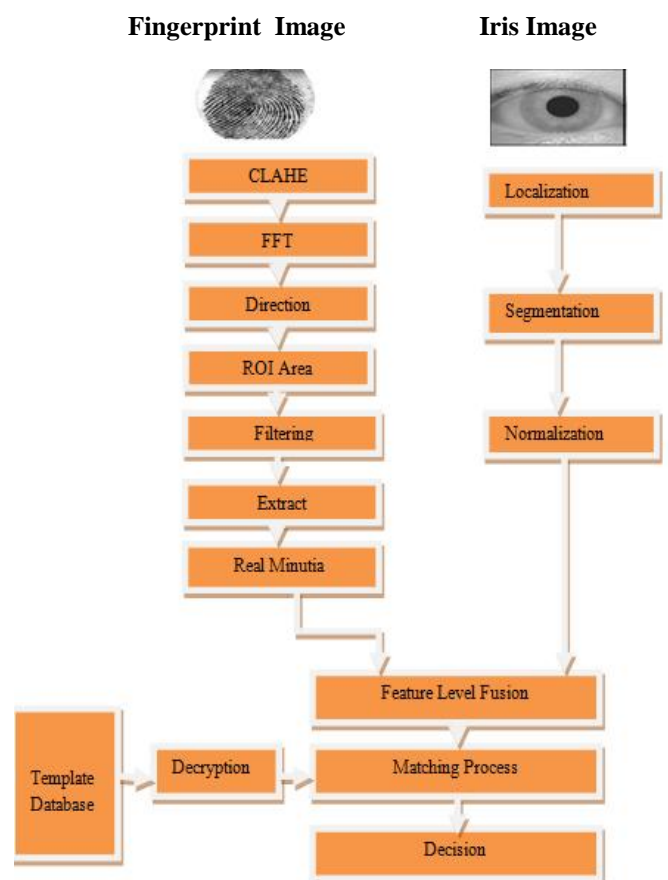 Fingerprint Image
Iris Image
CLAHE
FFT
Direction
ROI Area
Filtering
Extract
Real Minutia
Localization
Segmentation
Normalization
Feature Level Fusion
Template
Database
Decryption
Matching Process
Decision